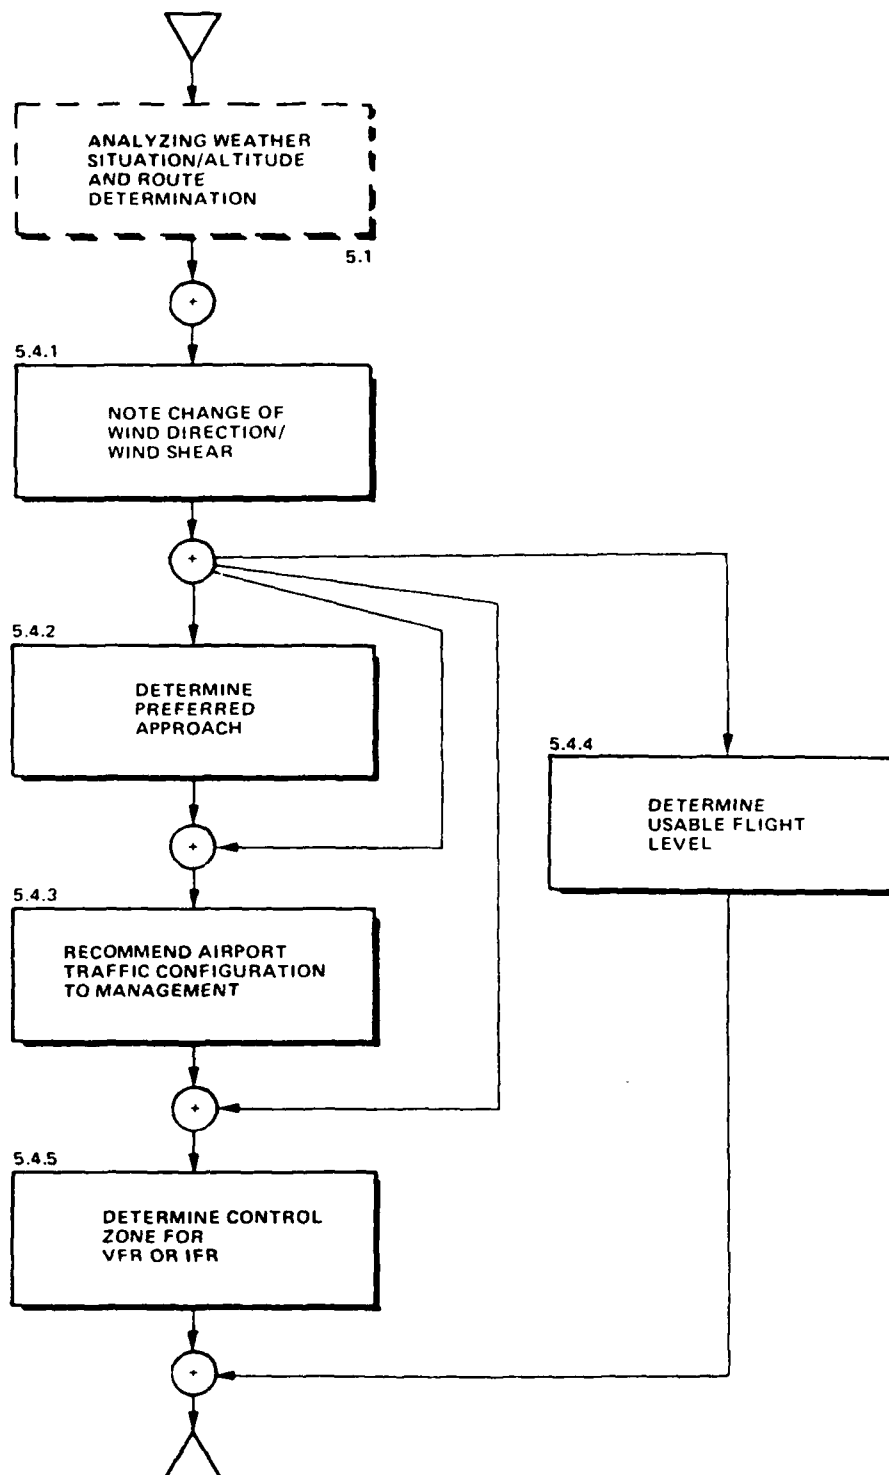 ANALYZING WEATHER
SITUATION/ALTITUDE
AND ROUTE
DETERMINATION
5.1
+
5.4.1
NOTE CHANGE OF
WIND DIRECTION/
WIND SHEAR
+
5.4.2
DETERMINE
PREFERRED
APPROACH
5.4.4
DETERMINE
USABLE FLIGHT
LEVEL
+
5.4.3
RECOMMEND AIRPORT
TRAFFIC CONFIGURATION
TO MANAGEMENT
+
5.4.5
DETERMINE CONTROL
ZONE FOR
VFR OR IFR
+